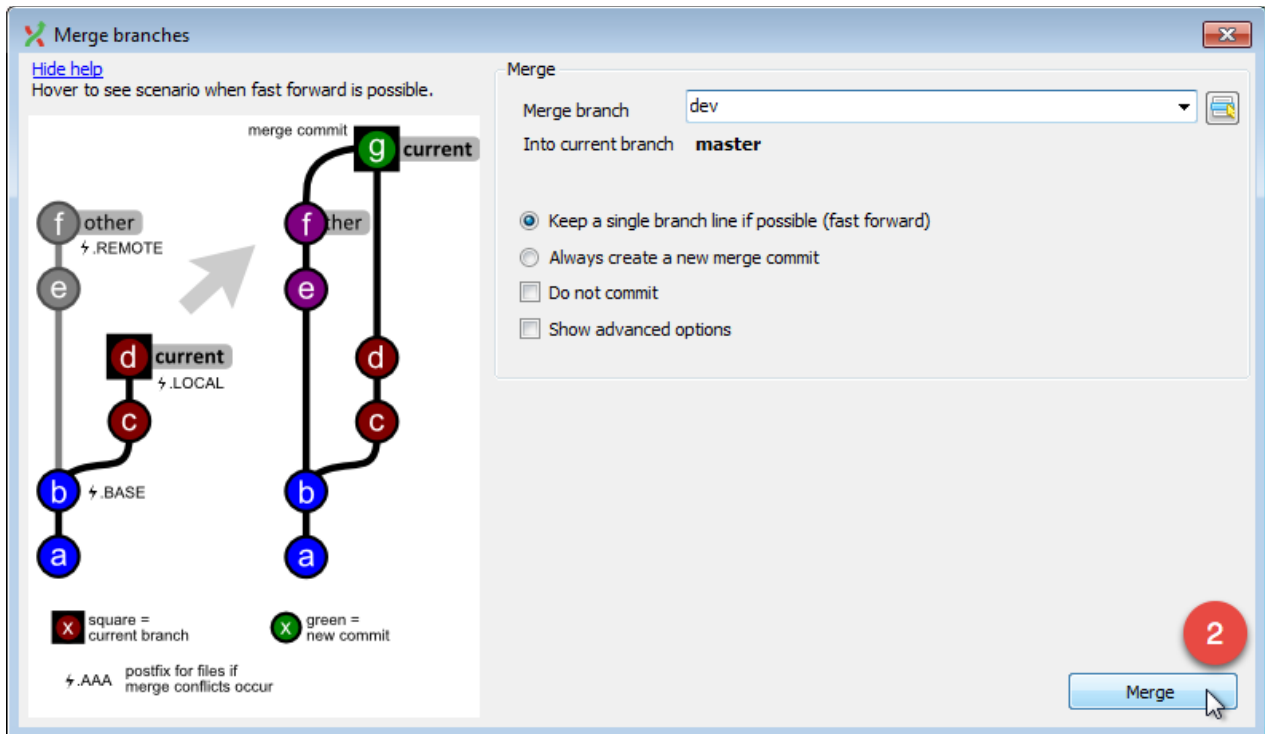 Merge branches
Hide help
Hover to see scenario when fast forward is possible.
merge commit
g current
f other
⚡.REMOTE
e
d current
⚡.LOCAL
c
b ⚡.BASE
a
f ther
e
d
c
b
a
x square =
current branch
x green =
new commit
⚡.AAA postfix for files if
merge conflicts occur
Merge
Merge branch dev
Into current branch master
Keep a single branch line if possible (fast forward)
Always create a new merge commit
Do not commit
Show advanced options
2
Merge